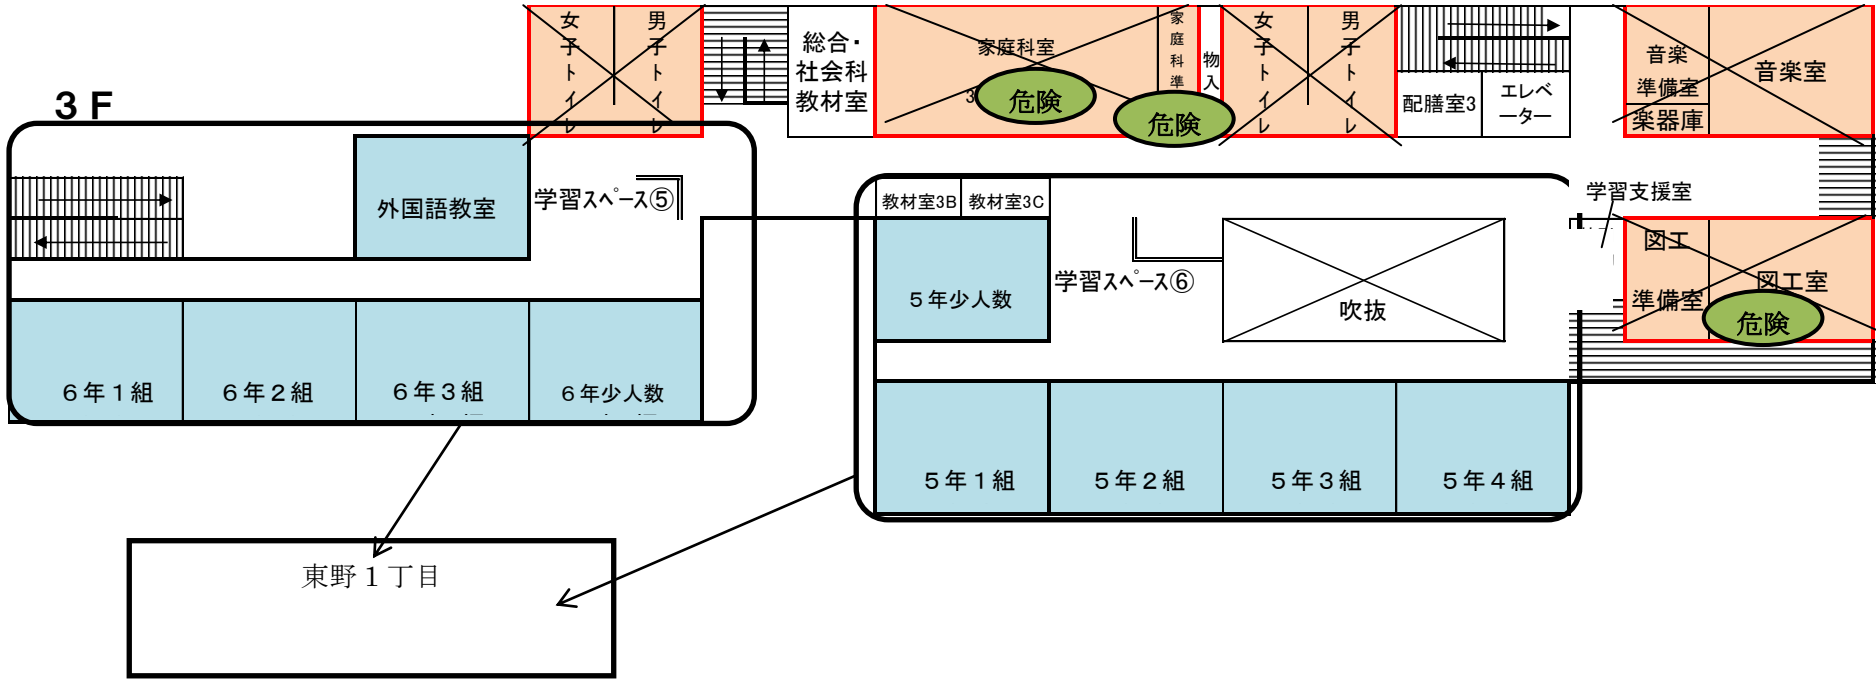 ３Ｆ
女子トイレ
男子トイレ
総合・
社会科
教材室
家庭科室
3
危険
家庭科準
危険
物入
女子トイレ
男子トイレ
配膳室3
エレベ
ーター
音楽
準備室
楽器庫
音楽室
外国語教室
学習スペース⑤
教材室3B
教材室3C
学習支援室
５年少人数
学習スペース⑥
吹抜
図工
準備室
図工室
危険
６年１組
６年２組
６年３組
６年少人数
５年１組
５年２組
５年３組
５年４組
東野１丁目